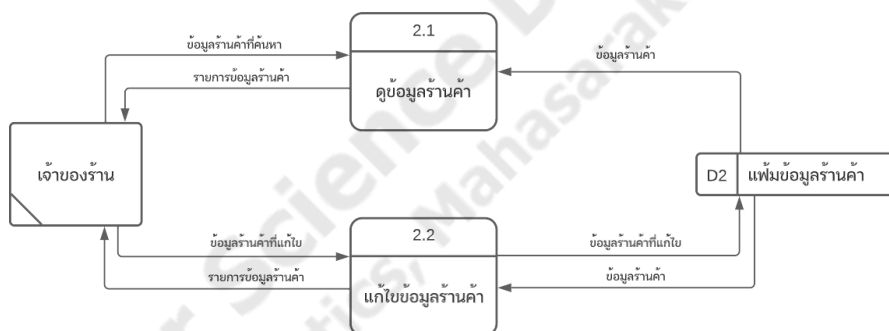 2.1
ข้อมูลร้านค้าที่ค้นหา
ข้อมูลร้านค้า
รายการข้อมูลร้านค้า
ดูข้อมูลร้านค้า
เจ้าของร้าน
D2 แฟ้มข้อมูลร้านค้า
2.2
ข้อมูลร้านค้าที่แก้ไข
ข้อมูลร้านค้าที่แก้ไข
รายการข้อมูลร้านค้า
ข้อมูลร้านค้า
แก้ไขข้อมูลร้านค้า
Science
Mahasarak